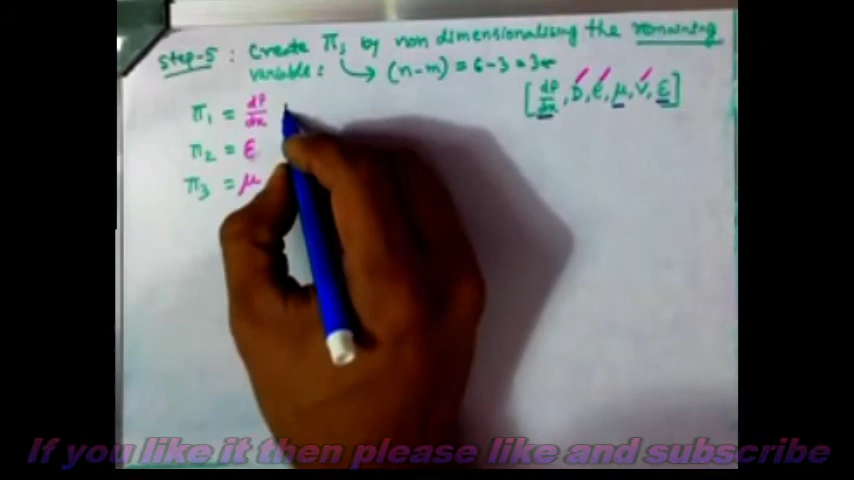 Step-5 : Create π, by non dimensionalising the remaining
variable: ↳ (n-m) = 6-3 = 3
[dP/dx, D, ρ, μ, V, ε]
π₁ = dP/dx
π₂ = ε
π₃ = μ
If you like it then please like and subscribe